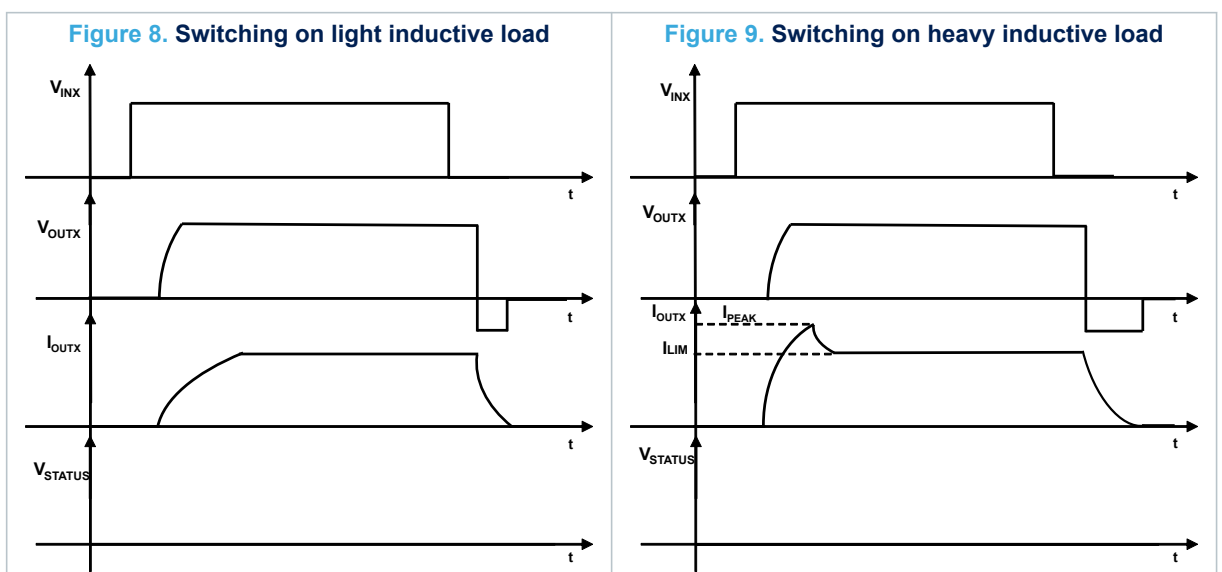 Figure 8. Switching on light inductive load
VINX
t
VOUTX
t
IOUTX
t
VSTATUS
t
Figure 9. Switching on heavy inductive load
VINX
t
VOUTX
t
IOUTX
IPEAK
ILIM
t
VSTATUS
t